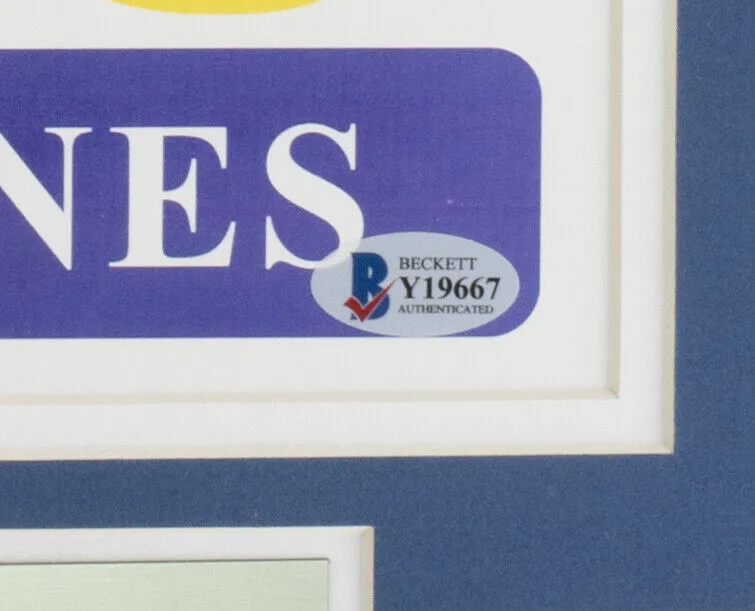 NES
B
BECKETT
Y19667
AUTHENTICATED